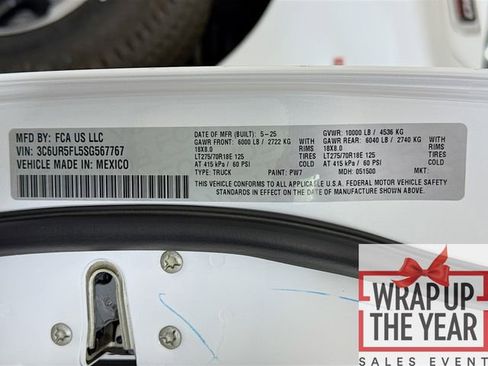 MFD BY: FCA US LLC
VIN: 3C6UR5FL5SG567767
VEHICLE MADE IN: MEXICO
DATE OF MFR (BUILT): 5-25 GVWR: 10000 LB / 4536 KG
GAWR FRONT: 6000 LB / 2722 KG WITH GAWR REAR: 6040 LB / 2740 KG WITH
18X8.0 RIMS 18X8.0 RIMS
LT275/70R18E 125 TIRES LT275/70R18E 125 TIRES
AT 415 kPa / 60 PSI COLD AT 415 kPa / 60 PSI COLD
TYPE: TRUCK PAINT: PW7 MDH: 051500 MKT:
THIS VEHICLE CONFORMS TO ALL APPLICABLE U.S.A. FEDERAL MOTOR VEHICLE SAFETY
STANDARDS IN EFFECT ON THE DATE OF MANUFACTURE SHOWN ABOVE.
WRAP UP
THE YEAR
SALES EVENT